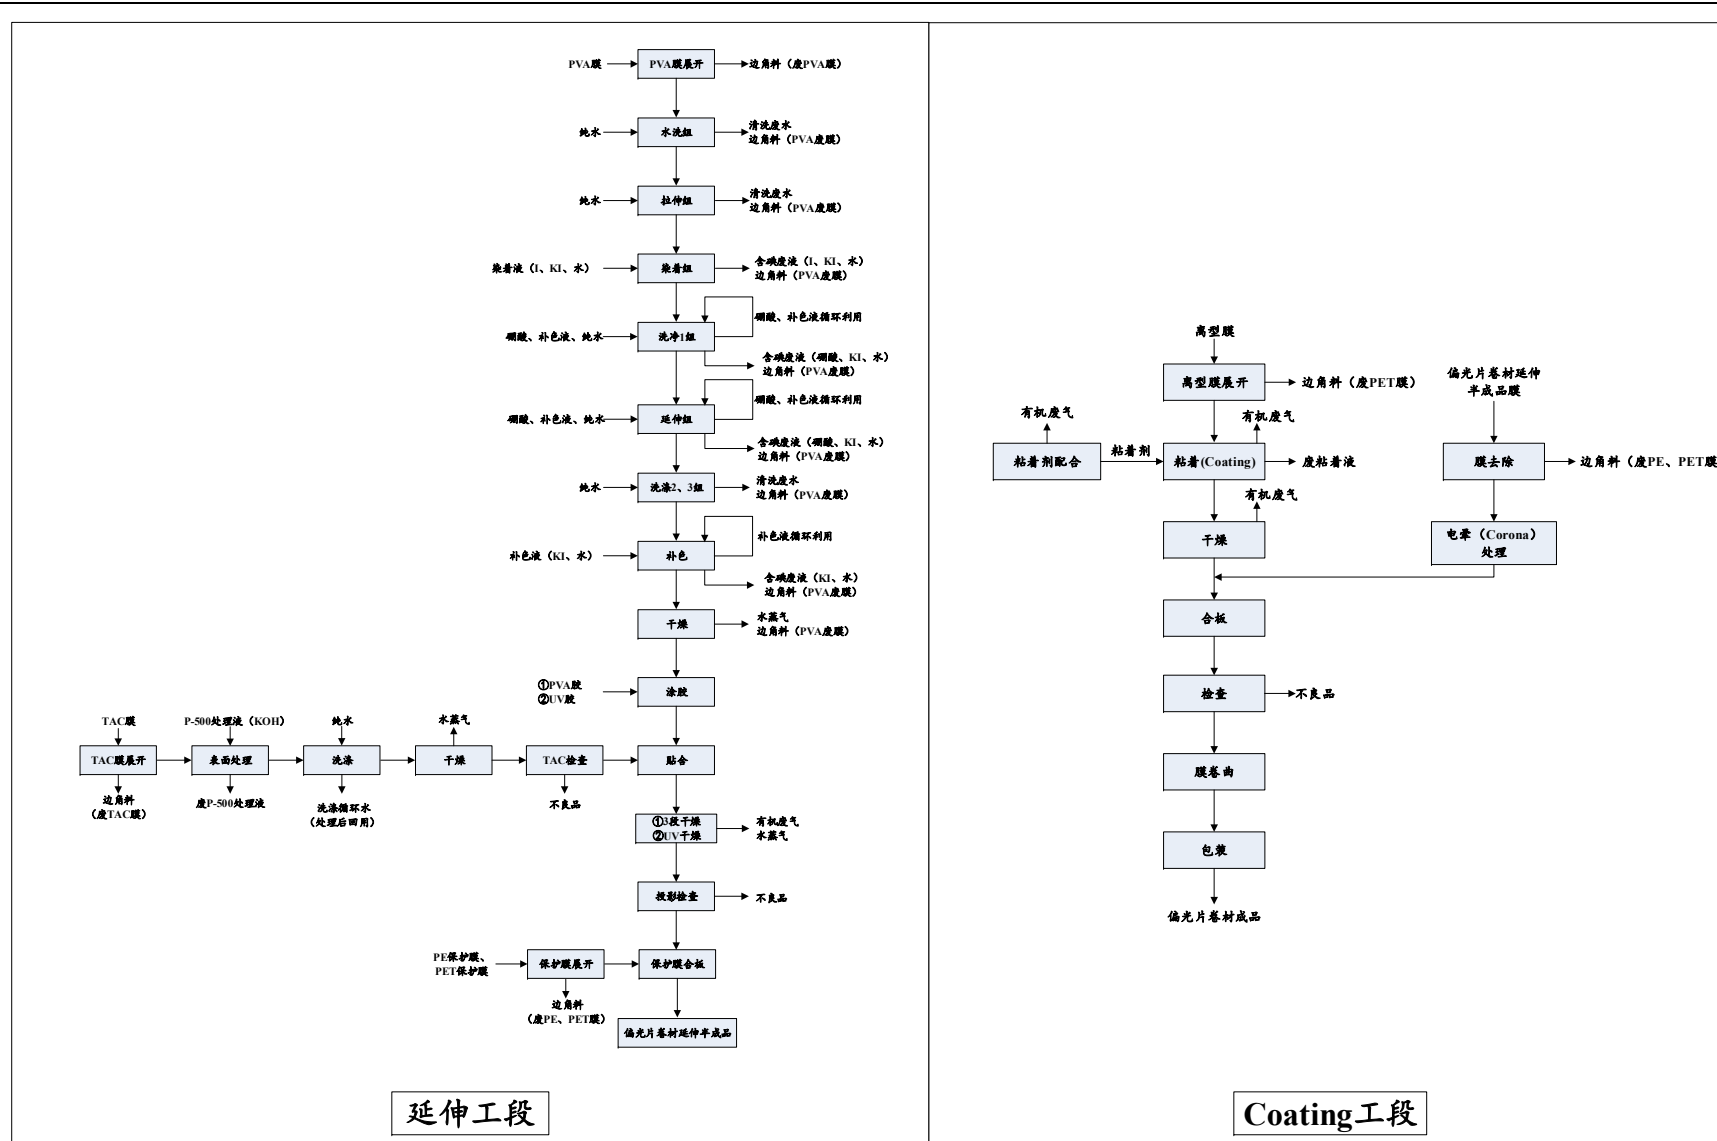 PVA膜
PVA膜展开
边角料（废PVA膜）
纯水
水洗组
清洗废水
边角料（PVA废膜）
纯水
拉伸组
清洗废水
边角料（PVA废膜）
染着液（I、KI、水）
染着组
含碘废液（I、KI、水）
边角料（PVA废膜）
硼酸、补色液循环利用
硼酸、补色液、纯水
洗净1组
含碘废液（硼酸、KI、水）
边角料（PVA废膜）
硼酸、补色液循环利用
硼酸、补色液、纯水
延伸组
含碘废液（硼酸、KI、水）
边角料（PVA废膜）
纯水
洗涤2、3组
清洗废水
边角料（PVA废膜）
补色液循环利用
补色液（KI、水）
补色
含碘废液（KI、水）
边角料（PVA废膜）
干燥
水蒸气
边角料（PVA废膜）
①PVA胶
②UV胶
涂胶
TAC膜
P-500处理液（KOH）
纯水
水蒸气
TAC膜展开
表面处理
洗涤
干燥
TAC检查
贴合
边角料
（废TAC膜）
废P-500处理液
洗涤循环水
（处理后回用）
不良品
①3段干燥
②UV干燥
有机废气
水蒸气
投影检查
不良品
PE保护膜、
PET保护膜
保护膜展开
保护膜合板
边角料
（废PE、PET膜）
偏光片卷材延伸半成品
延伸工段
离型膜
离型膜展开
边角料（废PET膜）
偏光片卷材延伸
半成品膜
有机废气
有机废气
粘着剂配合
粘着剂
粘着(Coating)
废粘着液
膜去除
边角料（废PE、PET膜
有机废气
干燥
电晕（Corona）
处理
合板
检查
不良品
膜卷曲
包装
偏光片卷材成品
Coating工段